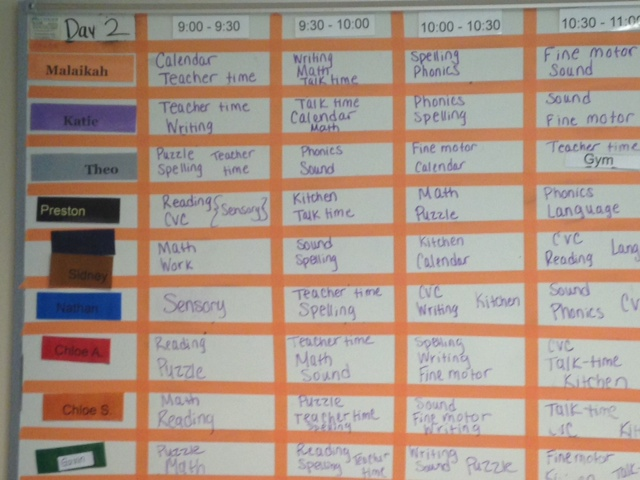 Day 2
9:00 - 9:30
9:30 - 10:00
10:00 - 10:30
10:30 - 11:00
Malaikah
Calendar
Teacher time
Writing
Math
Talk time
Spelling
Phonics
Fine motor
Sound
Katie
Teacher time
Writing
Talk time
Calendar
Math
Phonics
Spelling
Sound
Fine motor
Theo
Puzzle Teacher
Spelling time
Phonics
Sound
Fine motor
Calendar
Teacher time
Gym
Preston
Reading {Sensory}
CVC
Kitchen
Talk time
Math
Puzzle
Phonics
Language
Sidney
Math
Work
Sound
Spelling
Kitchen
Calendar
CVC
Reading Lang
Nathan
Sensory
Teacher time
Spelling
CVC
Writing Kitchen
Sound
Phonics CV
Chloe A.
Reading
Puzzle
Teacher time
Math
Sound
Spelling
Writing
Fine motor
CVC
Talk-time
Kitchen
Chloe S.
Math
Reading
Puzzle
Teacher time
Spelling
Sound
Fine motor
Writing
Talk-time
Kit
Gavin
Puzzle
Math
Reading Teacher
Spelling time
Writing
Sound Puzzle
Fine motor
Talk-